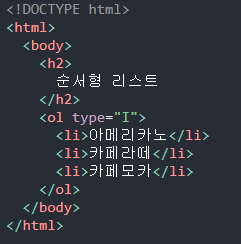 <!DOCTYPE html>
<html>
<body>
<h2>
순서형 리스트
</h2>
<ol type="I">
<li>아메리카노</li>
<li>카페라떼</li>
<li>카페모카</li>
</ol>
</body>
</html>